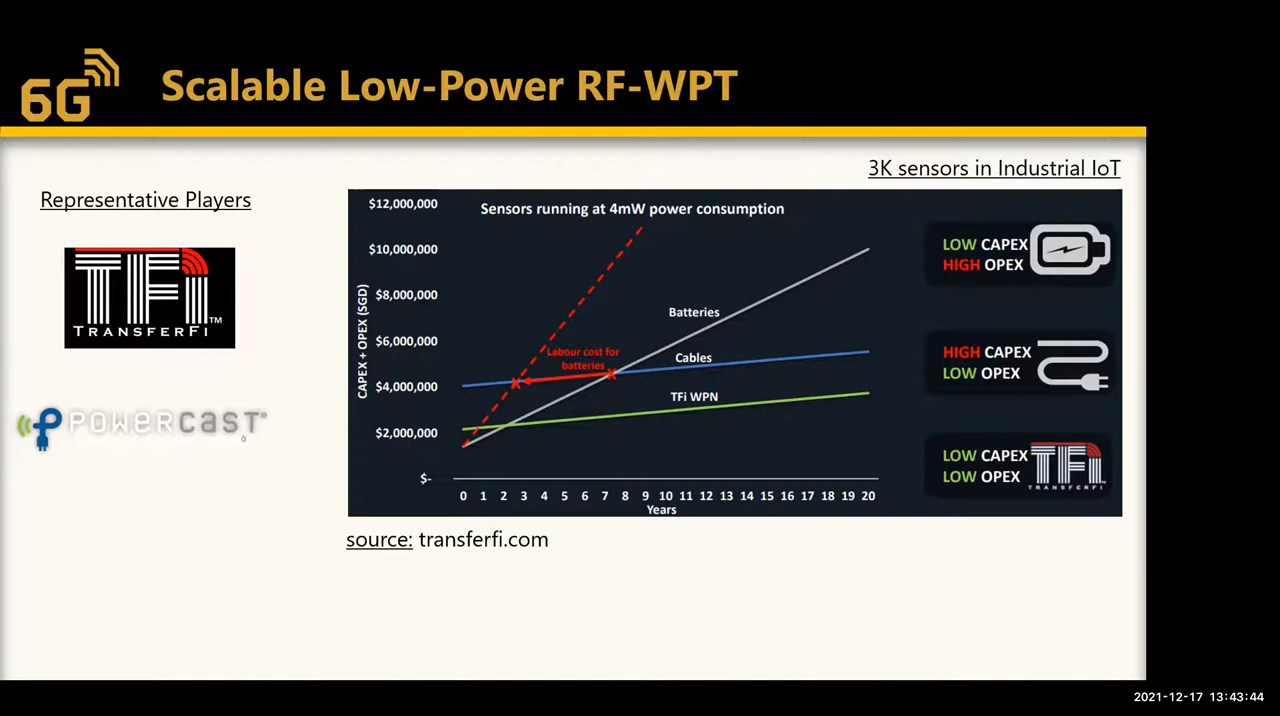 6G
Scalable Low-Power RF-WPT
3K sensors in Industrial IoT
Representative Players
TFi™
TRANSFERFI
POWERCAST®
Sensors running at 4mW power consumption
CAPEX + OPEX (SGD)
$12,000,000
$10,000,000
$8,000,000
$6,000,000
$4,000,000
$2,000,000
$-
Batteries
Labour cost for
batteries
Cables
TFi WPN
0 1 2 3 4 5 6 7 8 9 10 11 12 13 14 15 16 17 18 19 20
Years
LOW CAPEX
HIGH OPEX
HIGH CAPEX
LOW OPEX
LOW CAPEX
LOW OPEX
TFi
TRANSFERFI
source: transferfi.com
2021-12-17 13:43:44